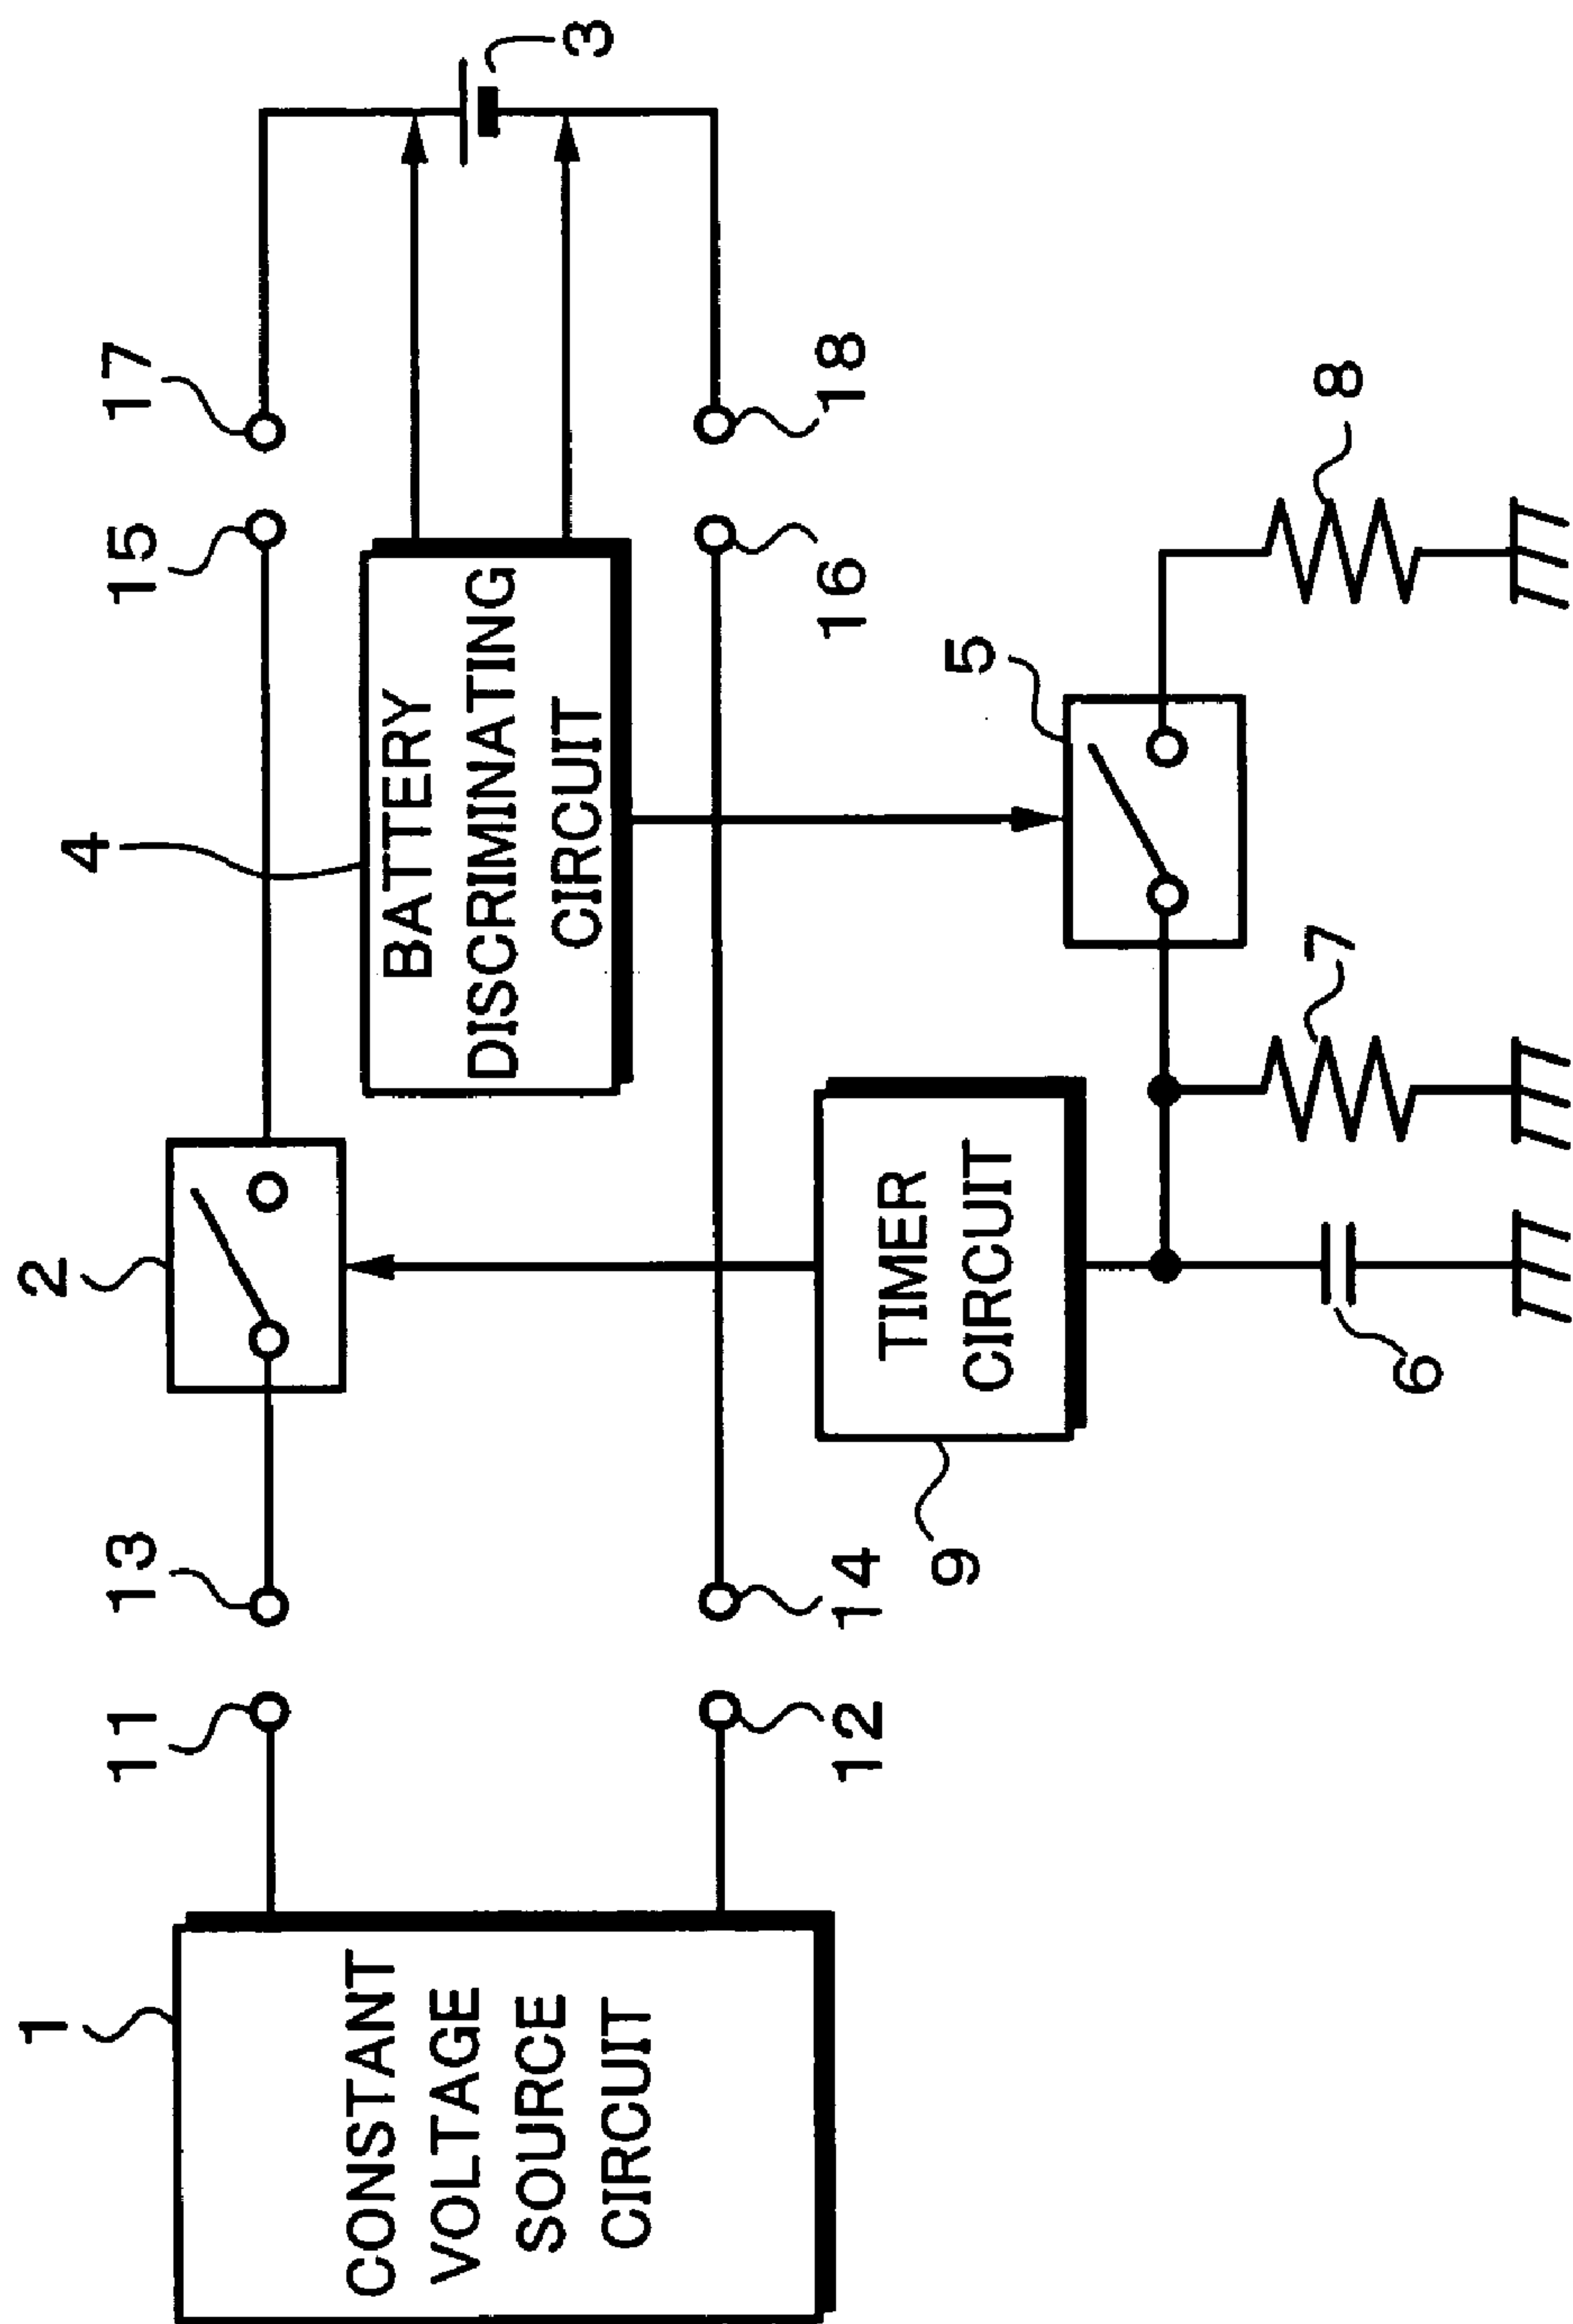 1
CONSTANT
VOLTAGE
SOURCE
CIRCUIT
11
12
13
14
2
TIMER
CIRCUIT
9
6
7
4
BATTERY
DISCRIMINATING
CIRCUIT
5
8
15
16
17
18
3